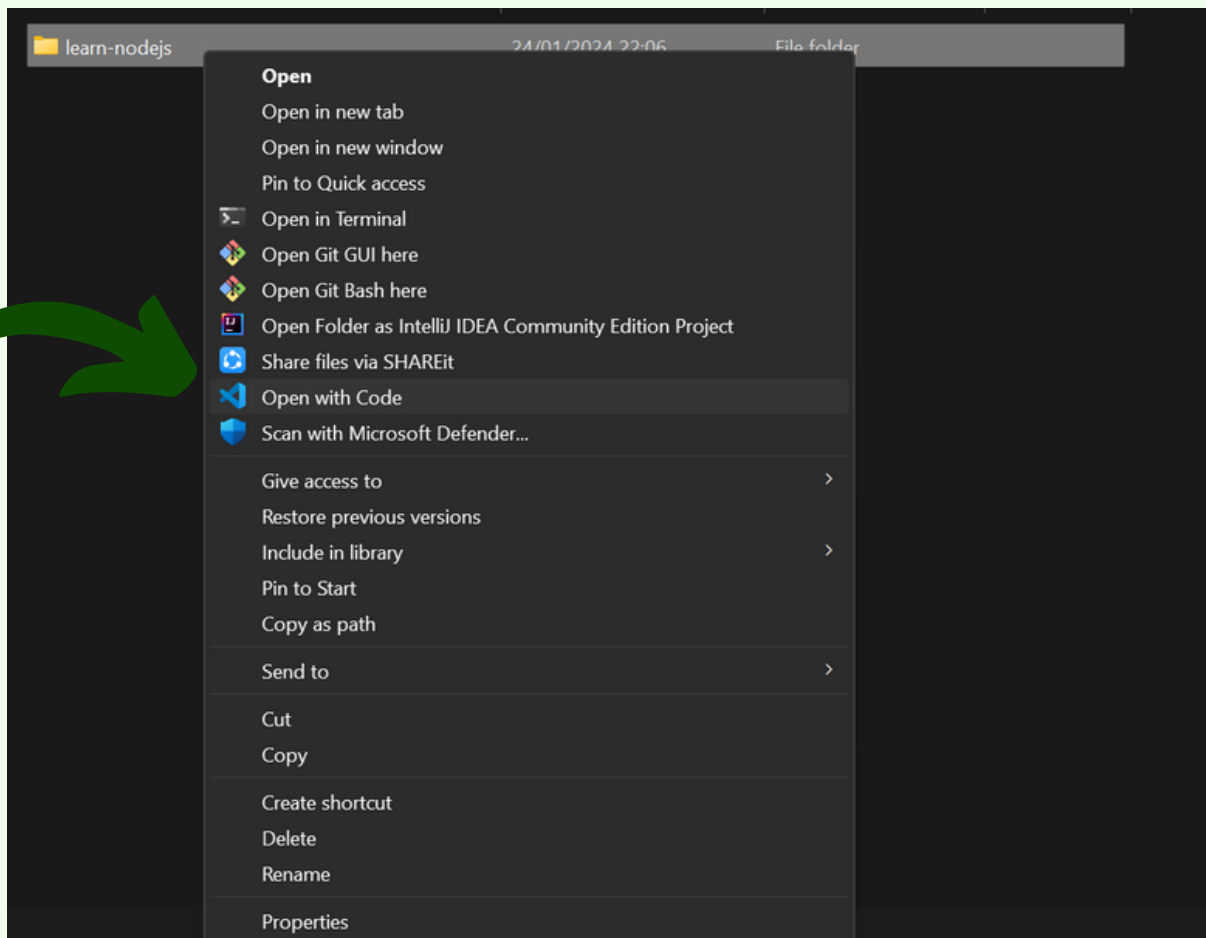 learn-nodejs 24/01/2024 22:06 File folder
Open
Open in new tab
Open in new window
Pin to Quick access
Open in Terminal
Open Git GUI here
Open Git Bash here
Open Folder as IntelliJ IDEA Community Edition Project
Share files via SHAREit
Open with Code
Scan with Microsoft Defender...
Give access to
Restore previous versions
Include in library
Pin to Start
Copy as path
Send to
Cut
Copy
Create shortcut
Delete
Rename
Properties